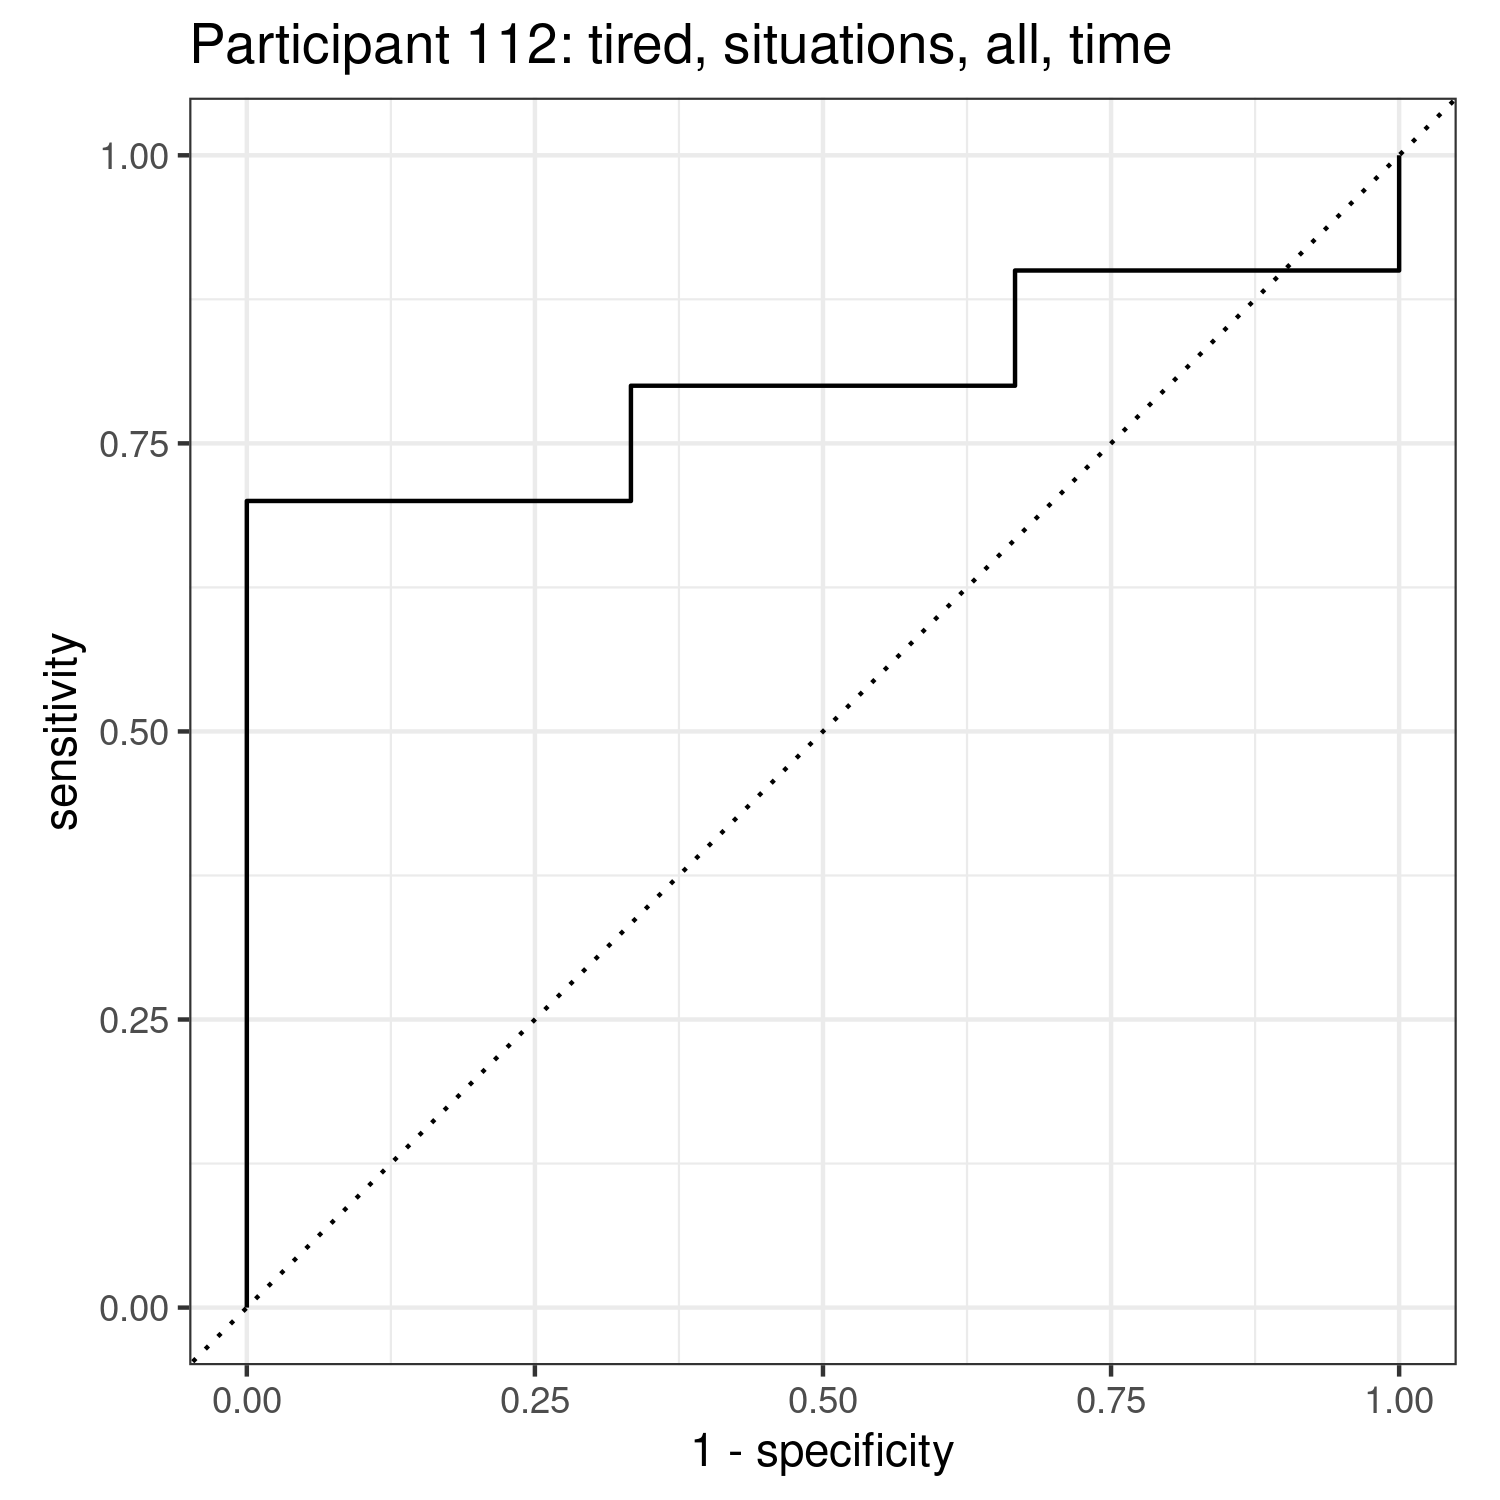 Participant 112: tired, situations, all, time
1.00
0.75
0.50
0.25
0.00
sensitivity
0.00 0.25 0.50 0.75 1.00
1 - specificity